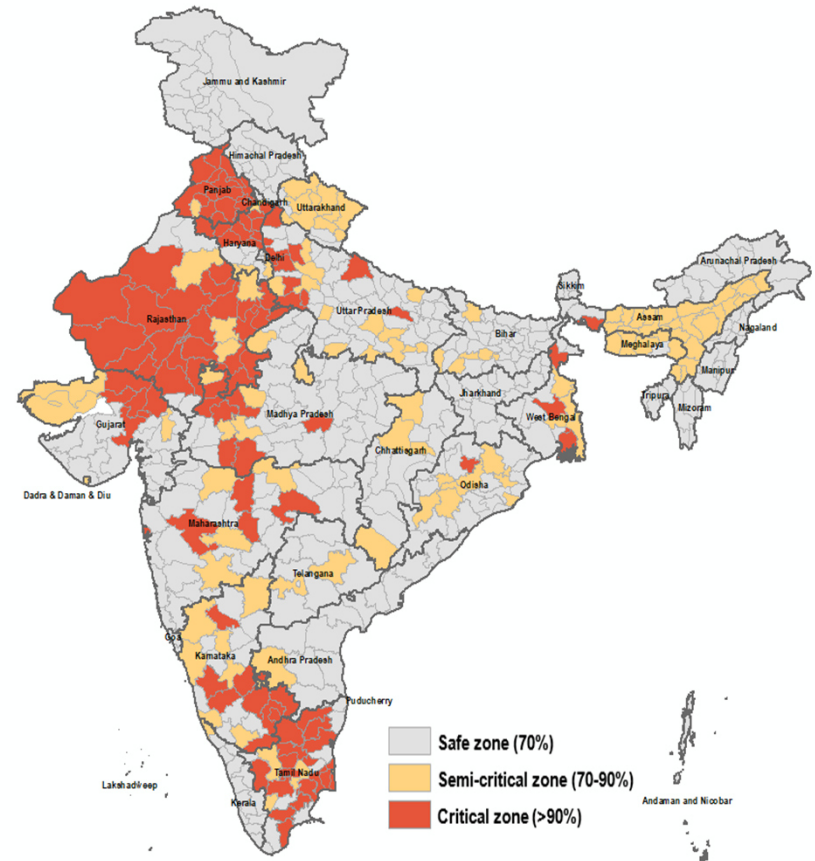 Jammu and Kashmir
Himachal Pradesh
Panjab
Chandigarh
Uttarakhand
Haryana
Delhi
Arunachal Pradesh
Sikkim
Rajasthan
Uttar Pradesh
Assam
Nagaland
Bihar
Meghalaya
Manipur
Jharkhand
Tripura
Mizoram
Gujarat
Madhya Pradesh
West Bengal
Chhattisgarh
Odisha
Dadra & Daman & Diu
Maharashtra
Telangana
Goa
Karnataka
Andhra Pradesh
Puducherry
Safe zone (70%)
Semi-critical zone (70-90%)
Critical zone (>90%)
Tamil Nadu
Lakshadweep
Kerala
Andaman and Nicobar